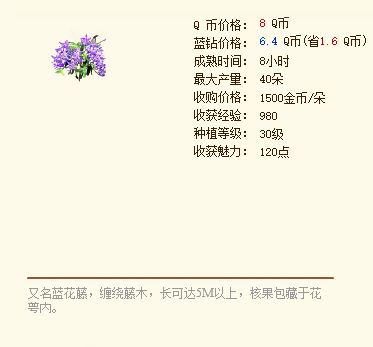 Q 币价格： 8 Q币
蓝钻价格： 6.4 Q币(省1.6 Q币)
成熟时间： 8小时
最大产量： 40朵
收购价格： 1500金币/朵
收获经验： 980
种植等级： 30级
收获魅力： 120点
又名蓝花藤，缠绕藤木，长可达5M以上，核果包藏于花
萼内。